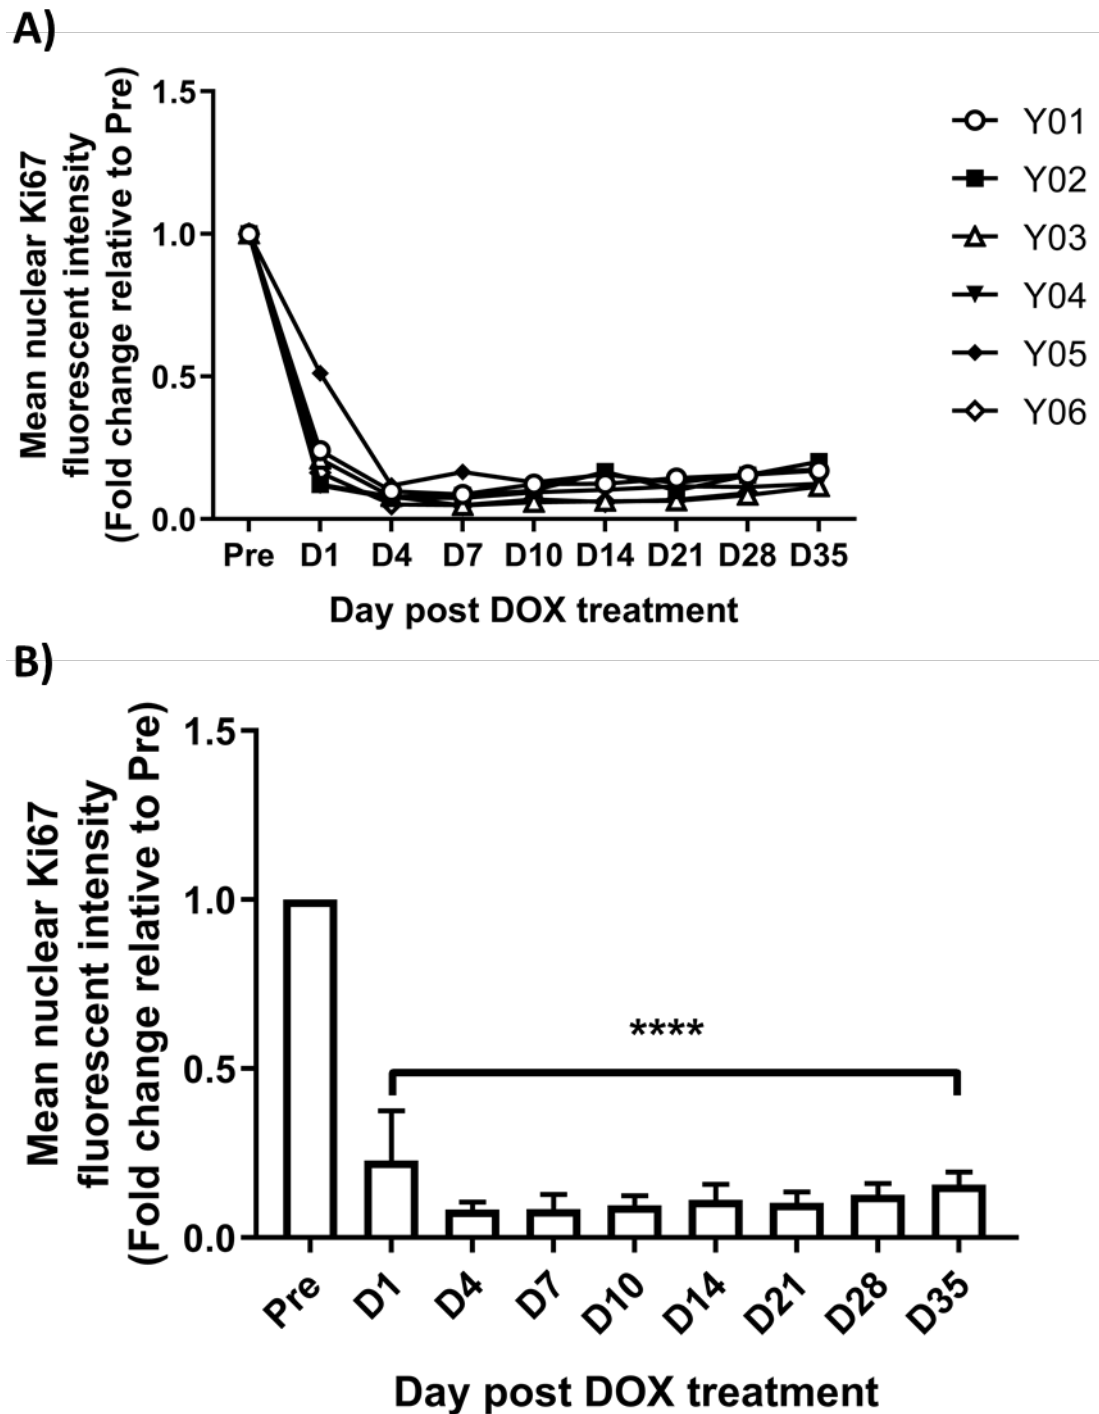 A)
Mean nuclear Ki67
fluorescent intensity
(Fold change relative to Pre)
1.5
1.0
0.5
0.0
Pre D1 D4 D7 D10 D14 D21 D28 D35
Day post DOX treatment
Y01
Y02
Y03
Y04
Y05
Y06
B)
Mean nuclear Ki67
fluorescent intensity
(Fold change relative to Pre)
1.5
1.0
0.5
0.0
****
Pre D1 D4 D7 D10 D14 D21 D28 D35
Day post DOX treatment